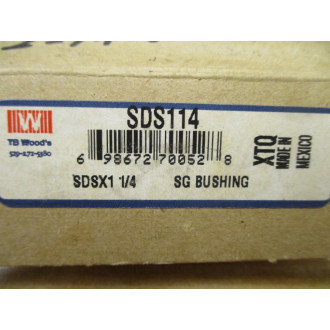 SDS114
TB Wood's
6 98672 70052 8
XTQ
MADE IN
MEXICO
SDSX1 1/4 SG BUSHING